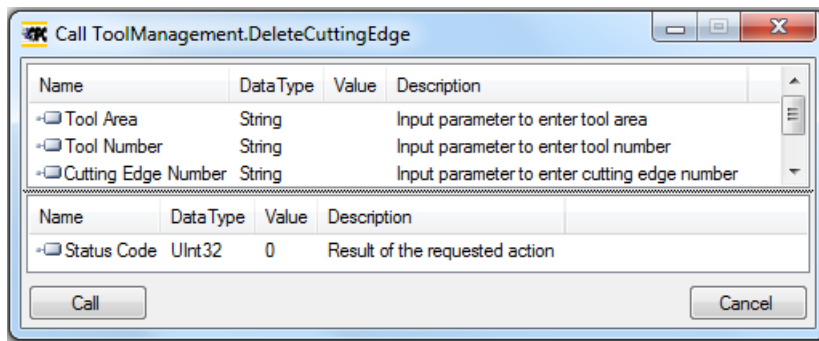 Call ToolManagement.DeleteCuttingEdge
Name DataType Value Description
Tool Area String Input parameter to enter tool area
Tool Number String Input parameter to enter tool number
Cutting Edge Number String Input parameter to enter cutting edge number
Name DataType Value Description
Status Code UInt32 0 Result of the requested action
Call Cancel